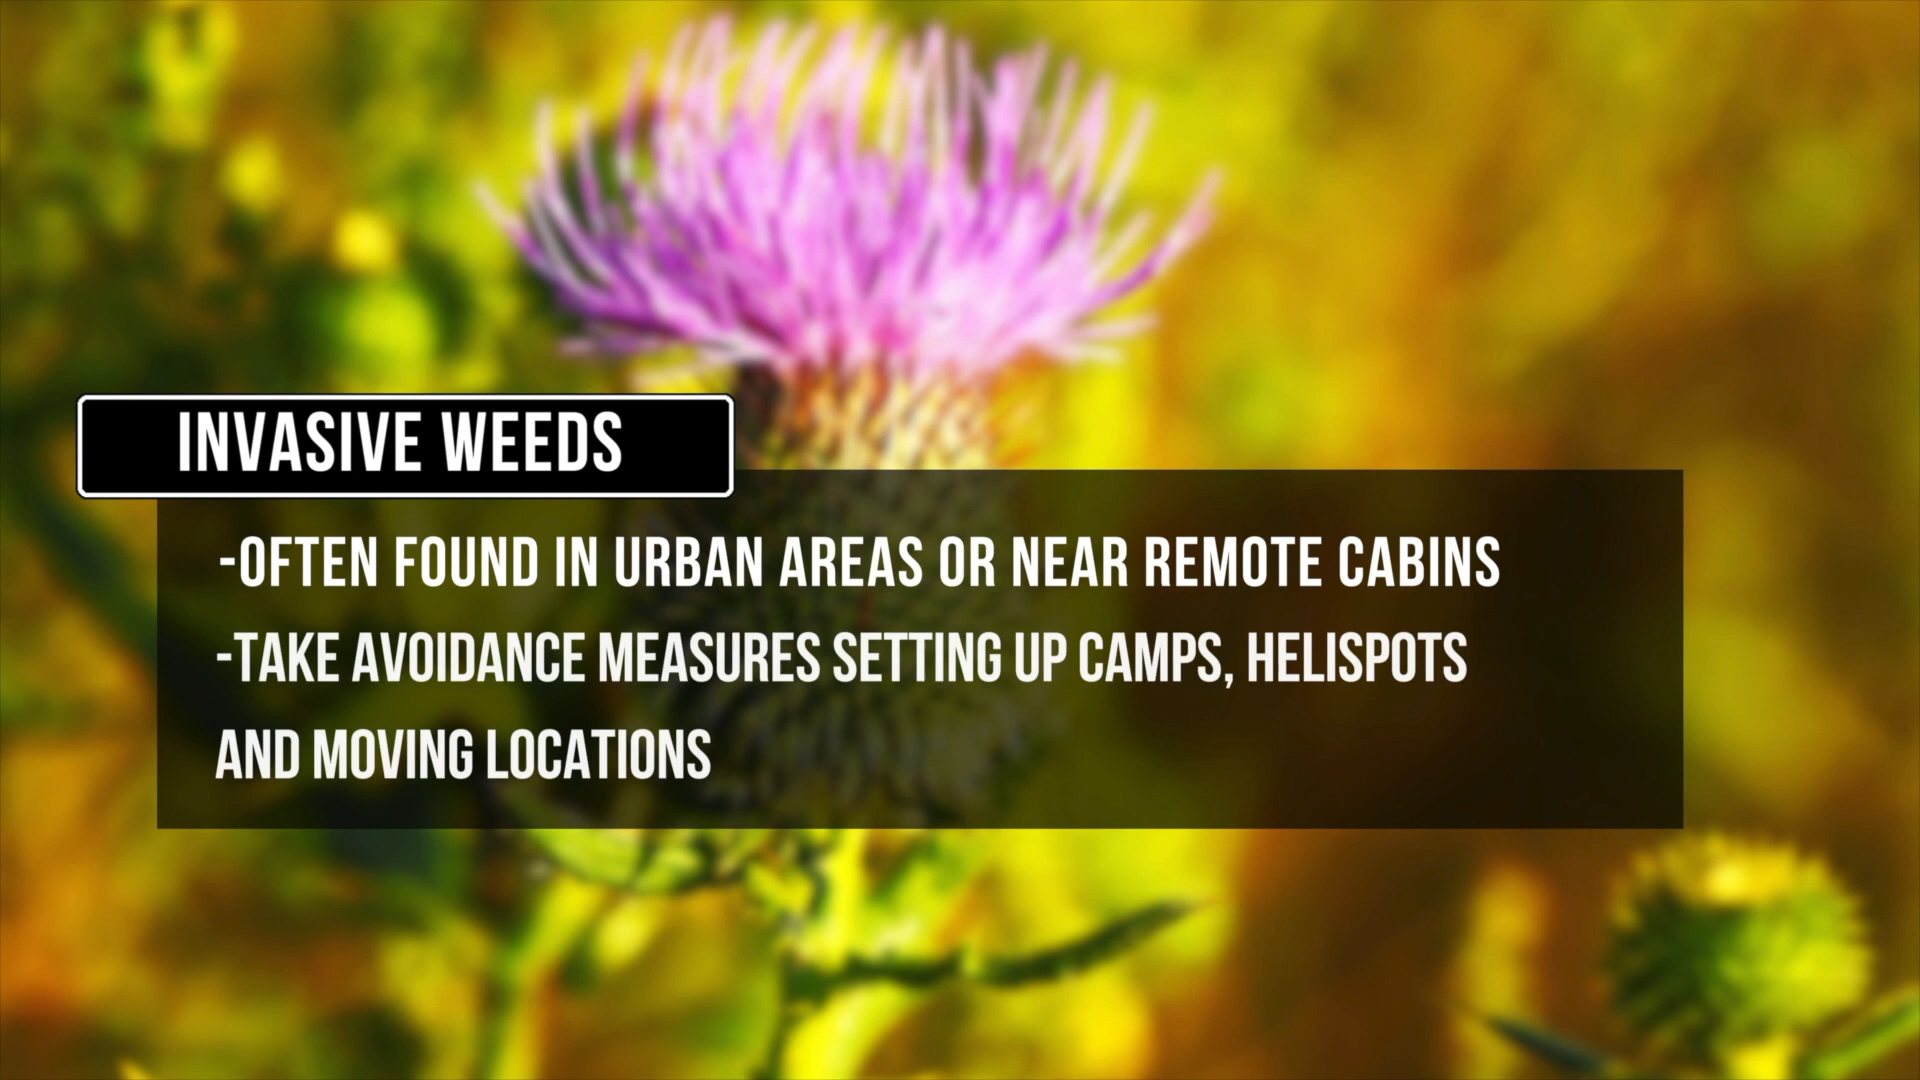 INVASIVE WEEDS
-OFTEN FOUND IN URBAN AREAS OR NEAR REMOTE CABINS
-TAKE AVOIDANCE MEASURES SETTING UP CAMPS, HELISPOTS
AND MOVING LOCATIONS